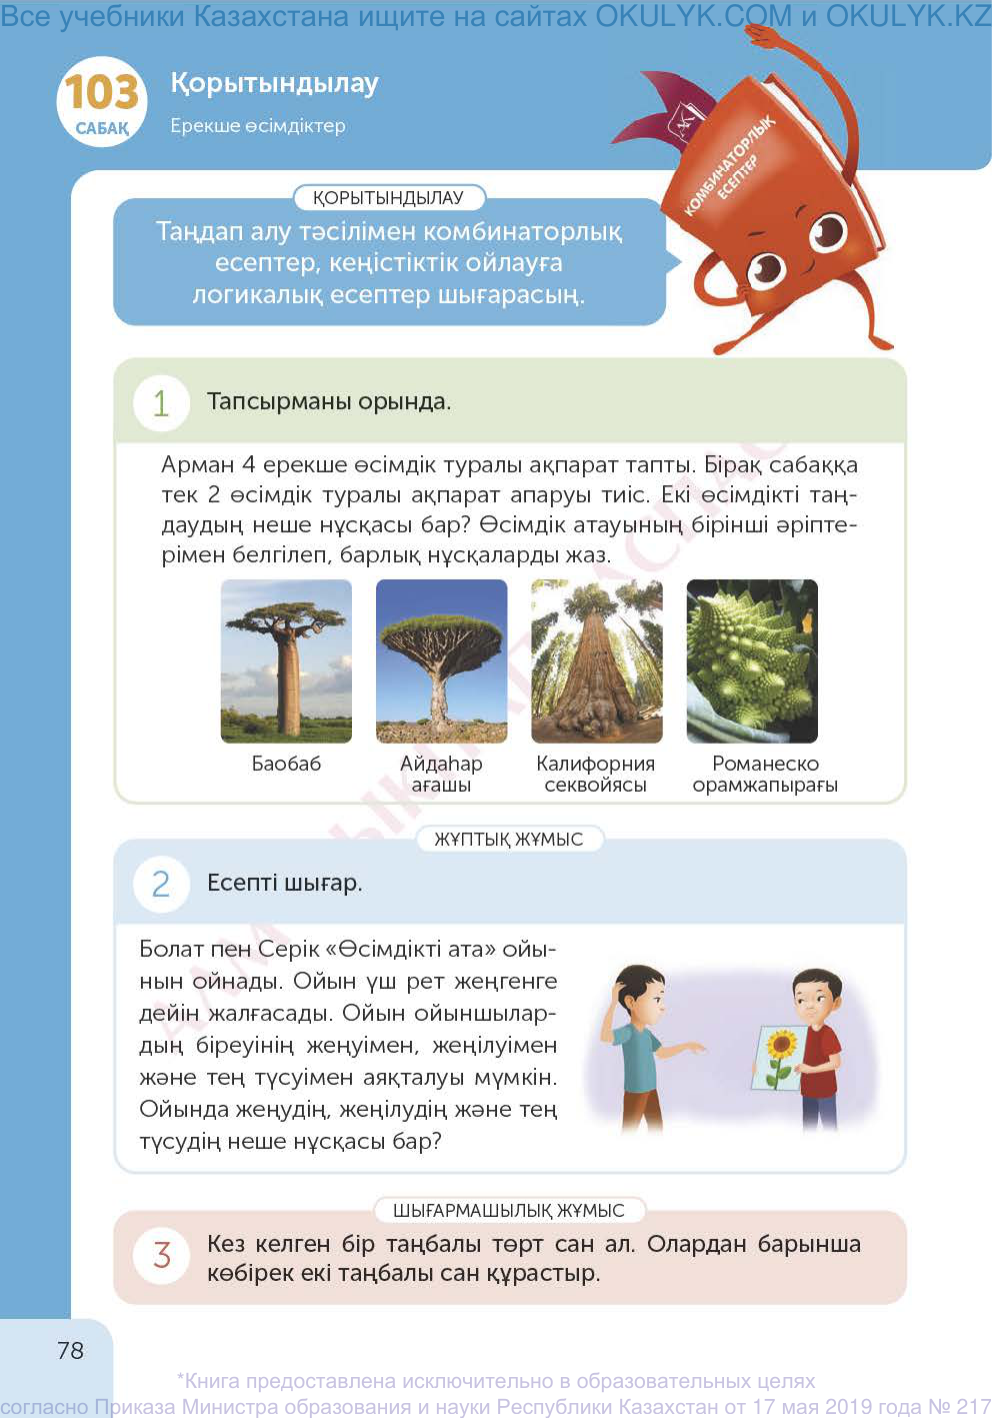 Все учебники Казахстана ищите на сайтах OKULYK.COM и OKULYK.KZ
103
САБАҚ
Қорытындылау
Ерекше өсімдіктер
КОМБИНАТОРЛЫҚ
ЕСЕПТЕР
ҚОРЫТЫНДЫЛАУ
Таңдап алу тәсілімен комбинаторлық
есептер, кеңістіктік ойлауға
логикалық есептер шығарасың.
1
Тапсырманы орында.
Арман 4 ерекше өсімдік туралы ақпарат тапты. Бірақ сабаққа
тек 2 өсімдік туралы ақпарат апаруы тиіс. Екі өсімдікті таң-
даудың неше нұсқасы бар? Өсімдік атауының бірінші әріпте-
рімен белгілеп, барлық нұсқаларды жаз.
Баобаб
Айдаһар
ағашы
Калифорния
секвойясы
Романеско
орамжапырағы
ЖҰПТЫҚ ЖҰМЫС
2
Есепті шығар.
Болат пен Серік «Өсімдікті ата» ойы-
нын ойнады. Ойын үш рет жеңгенге
дейін жалғасады. Ойын ойыншылар-
дың біреуінің жеңуімен, жеңілуімен
және тең түсуімен аяқталуы мүмкін.
Ойында жеңудің, жеңілудің және тең
түсудің неше нұсқасы бар?
ШЫҒАРМАШЫЛЫҚ ЖҰМЫС
3
Кез келген бір таңбалы төрт сан ал. Олардан барынша
көбірек екі таңбалы сан құрастыр.
78
*Книга предоставлена исключительно в образовательных целях
согласно Приказа Министра образования и науки Республики Казахстан от 17 мая 2019 года № 217